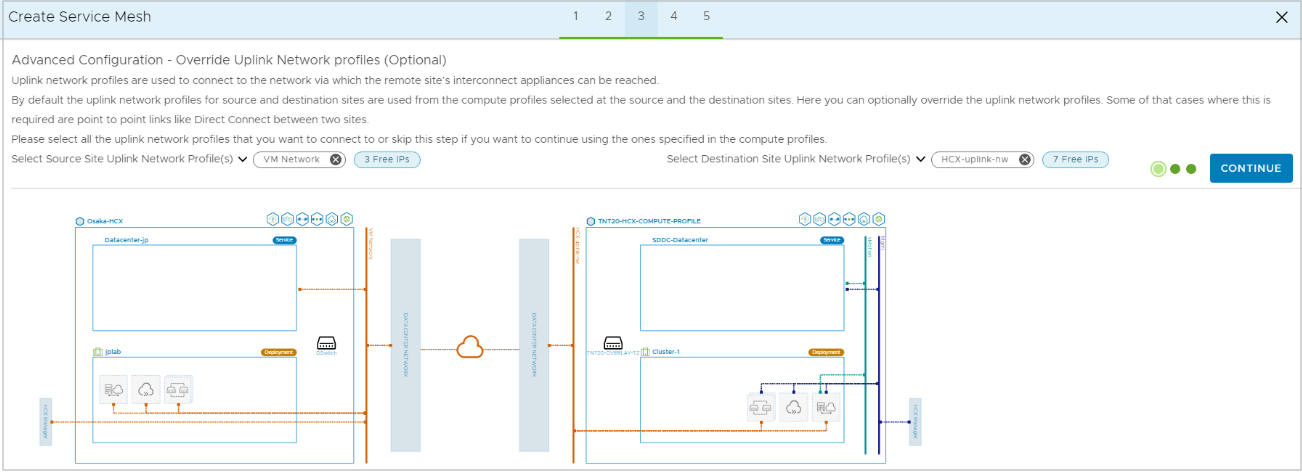 Create Service Mesh
1 2 3 4 5
Advanced Configuration - Override Uplink Network profiles (Optional)
Uplink network profiles are used to connect to the network via which the remote site's interconnect appliances can be reached.
By default the uplink network profiles for source and destination sites are used from the compute profiles selected at the source and the destination sites. Here you can optionally override the uplink network profiles. Some of that cases where this is
required are point to point links like Direct Connect between two sites.
Please select all the uplink network profiles that you want to connect to or skip this step if you want to continue using the ones specified in the compute profiles.
Select Source Site Uplink Network Profile(s) VM Network 3 Free IPs Select Destination Site Uplink Network Profile(s) HCX-uplink-nw 7 Free IPs
CONTINUE
Osaka-HCX
TNT20-HCX-COMPUTE-PROFILE
Datacenter-jp Service
SDDC-Datacenter Service
VM Network
HCX-uplink-nw
vMotion
Mgmt
DATACENTER NETWORK
DATACENTER NETWORK
DSwitch
TNT20-OVERLAY-TZ
jplab Deployment
Cluster-1 Deployment
HCX Manager
HCX Manager